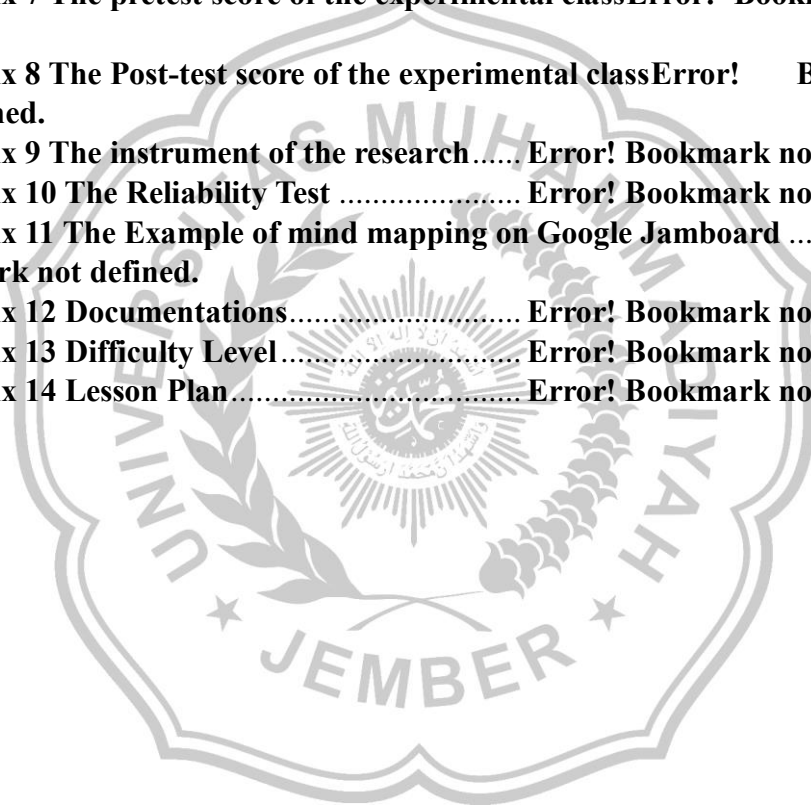 x 7 The pretest score of the experimental classError! Bookm
x 8 The Post-test score of the experimental classError! B
ned.
x 9 The instrument of the research...... Error! Bookmark no
x 10 The Reliability Test ...................... Error! Bookmark no
x 11 The Example of mind mapping on Google Jamboard ...
rk not defined.
x 12 Documentations............................ Error! Bookmark no
x 13 Difficulty Level............................. Error! Bookmark no
x 14 Lesson Plan................................... Error! Bookmark no
UNIVERSITAS MUHAMMADIYAH
JEMBER